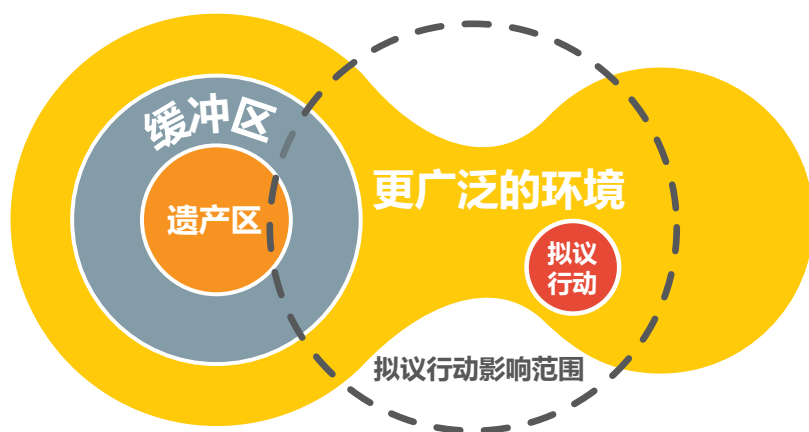 缓冲区
遗产区
更广泛的环境
拟议
行动
拟议行动影响范围